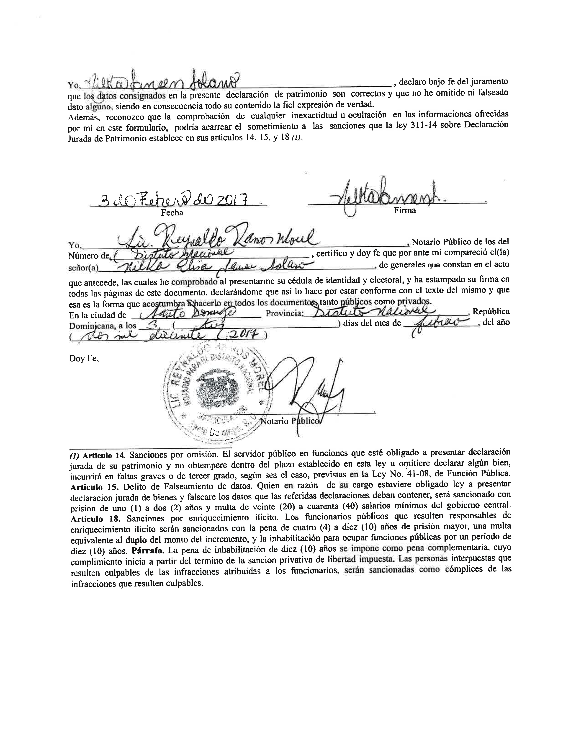 Yo, Solano, declaro bajo fe del juramento
que los datos consignados en la presente declaración de patrimonio son correctos y que no he omitido ni falseado
dato alguno, siendo en consecuencia todo su contenido la fiel expresión de verdad.
Además, reconozco que la comprobación de cualquier inexactitud u ocultación en las informaciones ofrecidas
por mi en este formulario, podría acarrear el sometimiento a las sanciones que la ley 311-14 sobre Declaración
Jurada de Patrimonio establece en sus artículos 14, 15, y 18 (1).
3 de Febero de 2017
Fecha
Firma
Yo, Lic. Reynaldo Ramos Morel, Notario Público de los del
Número de, ( Distrito Nacional , certifico y doy fe que por ante mi compareció el(la)
señor(a) Nilka Elisa Solano , de generales que constan en el acto
que antecede, las cuales he comprobado al presentarme su cédula de identidad y electoral, y ha estampado su firma en
todas las páginas de este documento, declarándome que así lo hace por estar conforme con el texto del mismo y que
esa es la forma que acostumbra a hacerlo en todos los documentos tanto públicos como privados.
En la ciudad de Santo Domingo Provincia: Distrito Nacional , República
Dominicana, a los 3 ( tres ) días del mes de febrero , del año
( dos mil diecisiete ( 2017 )
Doy Fe,
LIC. REYNALDO RAMOS MOREL
Notario Público
(1) Artículo 14. Sanciones por omisión. El servidor público en funciones que esté obligado a presentar declaración
jurada de su patrimonio y no obtempere dentro del plazo establecido en esta ley u omitiere declarar algún bien,
incurrirá en faltas graves o de tercer grado, según sea el caso, previstas en la Ley No. 41-08, de Función Pública.
Artículo 15. Delito de Falseamiento de datos. Quien en razón de su cargo estuviere obligado ley a presentar
declaracion jurada de bienes y falseare los datos que las referidas declaraciones deban contener, será sancionado con
prision de uno (1) a dos (2) años y multa de veinte (20) a cuarenta (40) salarios mínimos del gobierno central.
Artículo 18. Sanciones por enriquecimiento ilícito. Los funcionarios públicos que resulten responsables de
enriquecimiento ilícito serán sancionados con la pena de cuatro (4) a diez (10) años de prisión mayor, una multa
equivalente al duplo del monto del incremento, y la inhabilitación para ocupar funciones públicas por un período de
diez (10) años. Párrafo. La pena de inhabilitación de diez (10) años se impone como pena complementaria, cuyo
cumplimiento inicia a partir del termino de la sanción privativa de libertad impuesta. Las personas interpuestas que
resulten culpables de las infracciones atribuidas a los funcionarios, serán sancionadas como cómplices de las
infracciones que resulten culpables.